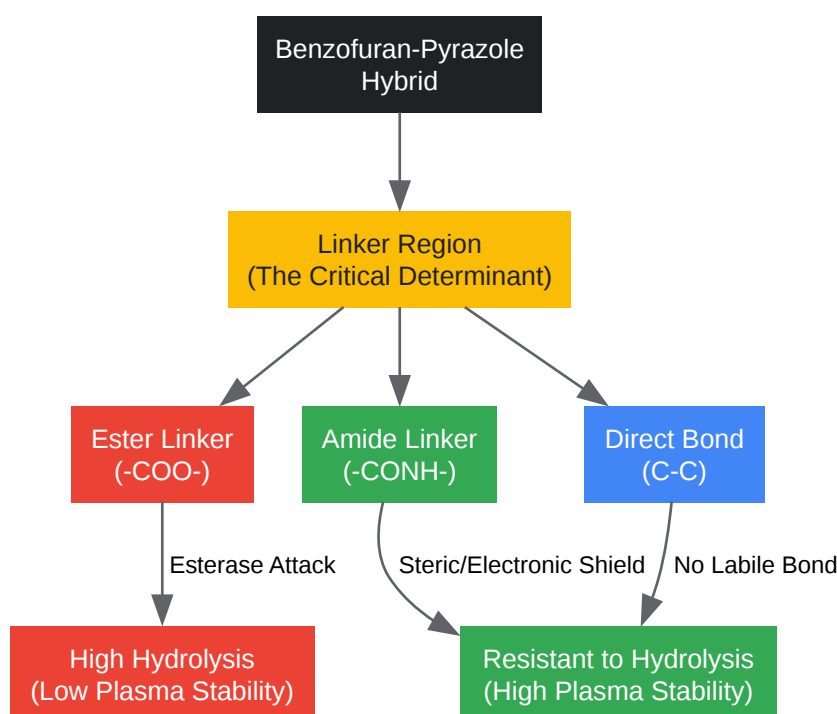 Benzofuran-Pyrazole
Hybrid
Linker Region
(The Critical Determinant)
Ester Linker
(-COO-)
Amide Linker
(-CONH-)
Direct Bond
(C-C)
Esterase Attack
Steric/Electronic Shield
No Labile Bond
High Hydrolysis
(Low Plasma Stability)
Resistant to Hydrolysis
(High Plasma Stability)